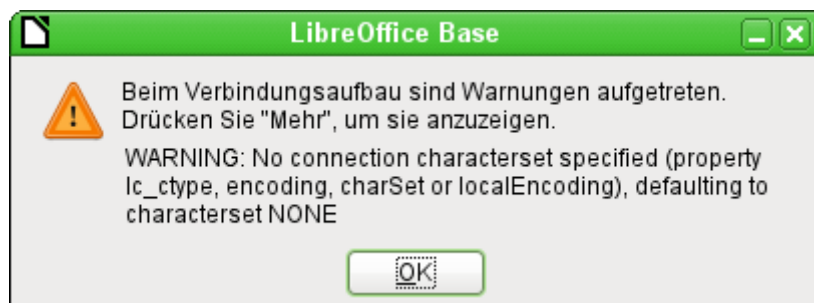 LibreOffice Base
Beim Verbindungsaufbau sind Warnungen aufgetreten.
Drücken Sie "Mehr", um sie anzuzeigen.
WARNING: No connection characterset specified (property
lc_ctype, encoding, charSet or localEncoding), defaulting to
characterset NONE
OK